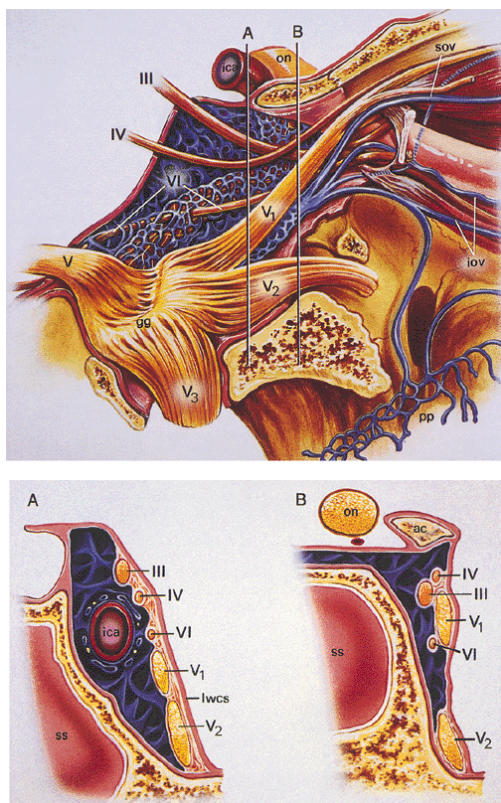 A
B
ica
on
sov
III
IV
VI
V
V1
V2
gg
V3
iov
pp
A
III
IV
ica
VI
V1
lwcs
V2
ss
B
on
ac
IV
III
V1
VI
ss
V2